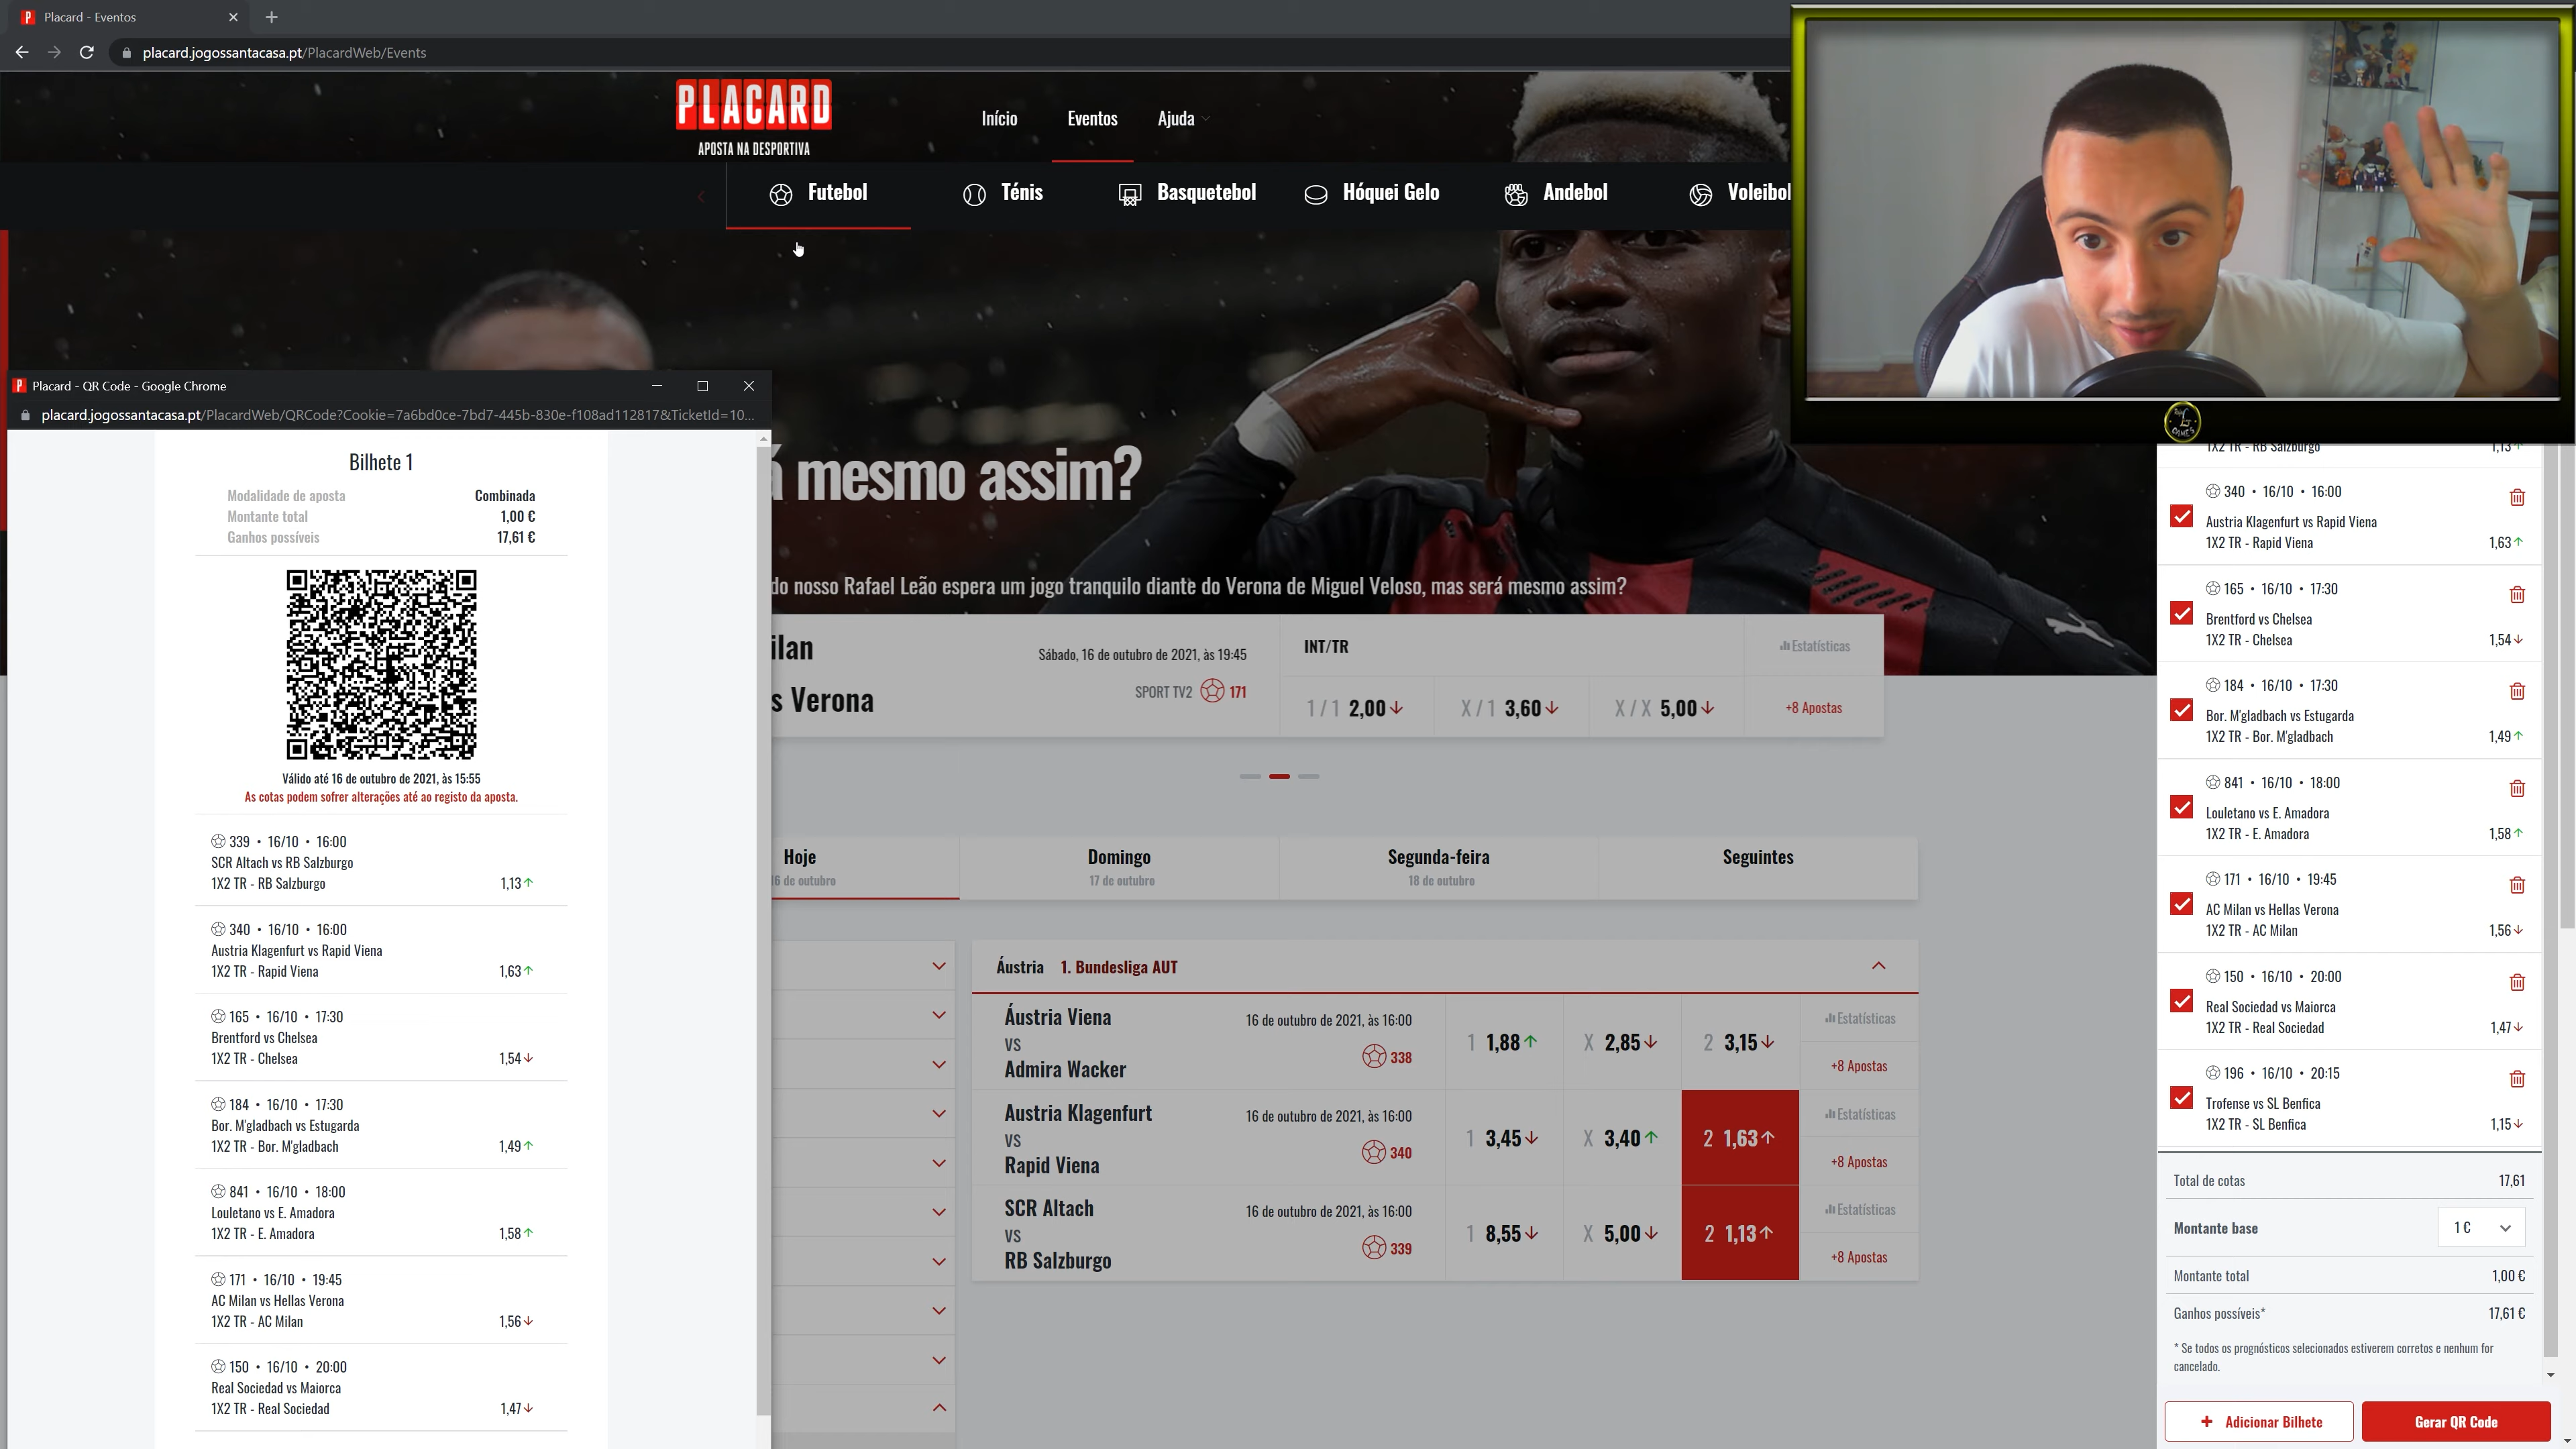 Placard - Eventos
placard.jogossantacasa.pt/PlacardWeb/Events
PLACARD
APOSTA NA DESPORTIVA
Início
Eventos
Ajuda
Futebol
Ténis
Basquetebol
Hóquei Gelo
Andebol
Voleibol
Placard - QR Code - Google Chrome
placard.jogossantacasa.pt/PlacardWeb/QRCode?Cookie=7a6bd0ce-7bd7-445b-830e-f108ad112817&TicketId=10...
Bilhete 1
Modalidade de aposta Combinada
Montante total 1,00 €
Ganhos possíveis 17,61 €
Válido até 16 de outubro de 2021, às 15:55
As cotas podem sofrer alterações até ao registo da aposta.
339 • 16/10 • 16:00
SCR Altach vs RB Salzburgo
1X2 TR - RB Salzburgo 1,13↑
340 • 16/10 • 16:00
Austria Klagenfurt vs Rapid Viena
1X2 TR - Rapid Viena 1,63↑
165 • 16/10 • 17:30
Brentford vs Chelsea
1X2 TR - Chelsea 1,54↓
184 • 16/10 • 17:30
Bor. M'gladbach vs Estugarda
1X2 TR - Bor. M'gladbach 1,49↑
841 • 16/10 • 18:00
Louletano vs E. Amadora
1X2 TR - E. Amadora 1,58↑
171 • 16/10 • 19:45
AC Milan vs Hellas Verona
1X2 TR - AC Milan 1,56↓
150 • 16/10 • 20:00
Real Sociedad vs Maiorca
1X2 TR - Real Sociedad 1,47↓
á mesmo assim?
do nosso Rafael Leão espera um jogo tranquilo diante do Verona de Miguel Veloso, mas será mesmo assim?
ilan
s Verona
Sábado, 16 de outubro de 2021, às 19:45
SPORT TV2 171
INT/TR
Estatísticas
1 / 1 2,00↓
X / 1 3,60↓
X / X 5,00↓
+8 Apostas
Hoje
16 de outubro
Domingo
17 de outubro
Segunda-feira
18 de outubro
Seguintes
Áustria 1. Bundesliga AUT
Áustria Viena
vs
Admira Wacker
16 de outubro de 2021, às 16:00
338
1 1,88↑
X 2,85↓
2 3,15↓
Estatísticas
+8 Apostas
Austria Klagenfurt
vs
Rapid Viena
16 de outubro de 2021, às 16:00
340
1 3,45↓
X 3,40↑
2 1,63↑
Estatísticas
+8 Apostas
SCR Altach
vs
RB Salzburgo
16 de outubro de 2021, às 16:00
339
1 8,55↓
X 5,00↓
2 1,13↑
Estatísticas
+8 Apostas
1X2 TR - RB Salzburgo 1,13↑
340 • 16/10 • 16:00
Austria Klagenfurt vs Rapid Viena
1X2 TR - Rapid Viena 1,63↑
165 • 16/10 • 17:30
Brentford vs Chelsea
1X2 TR - Chelsea 1,54↓
184 • 16/10 • 17:30
Bor. M'gladbach vs Estugarda
1X2 TR - Bor. M'gladbach 1,49↑
841 • 16/10 • 18:00
Louletano vs E. Amadora
1X2 TR - E. Amadora 1,58↑
171 • 16/10 • 19:45
AC Milan vs Hellas Verona
1X2 TR - AC Milan 1,56↓
150 • 16/10 • 20:00
Real Sociedad vs Maiorca
1X2 TR - Real Sociedad 1,47↓
196 • 16/10 • 20:15
Trofense vs SL Benfica
1X2 TR - SL Benfica 1,15↓
Total de cotas 17,61
Montante base 1 €
Montante total 1,00 €
Ganhos possíveis* 17,61 €
* Se todos os prognósticos selecionados estiverem corretos e nenhum for
cancelado.
+ Adicionar Bilhete
Gerar QR Code